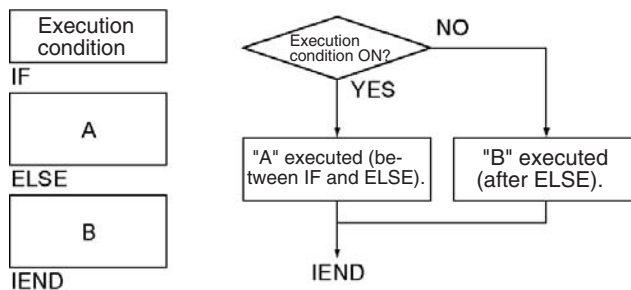 Execution
condition
IF
A
ELSE
B
IEND
Execution
condition ON?
NO
YES
"A" executed (be-
tween IF and ELSE).
"B" executed
(after ELSE).
IEND